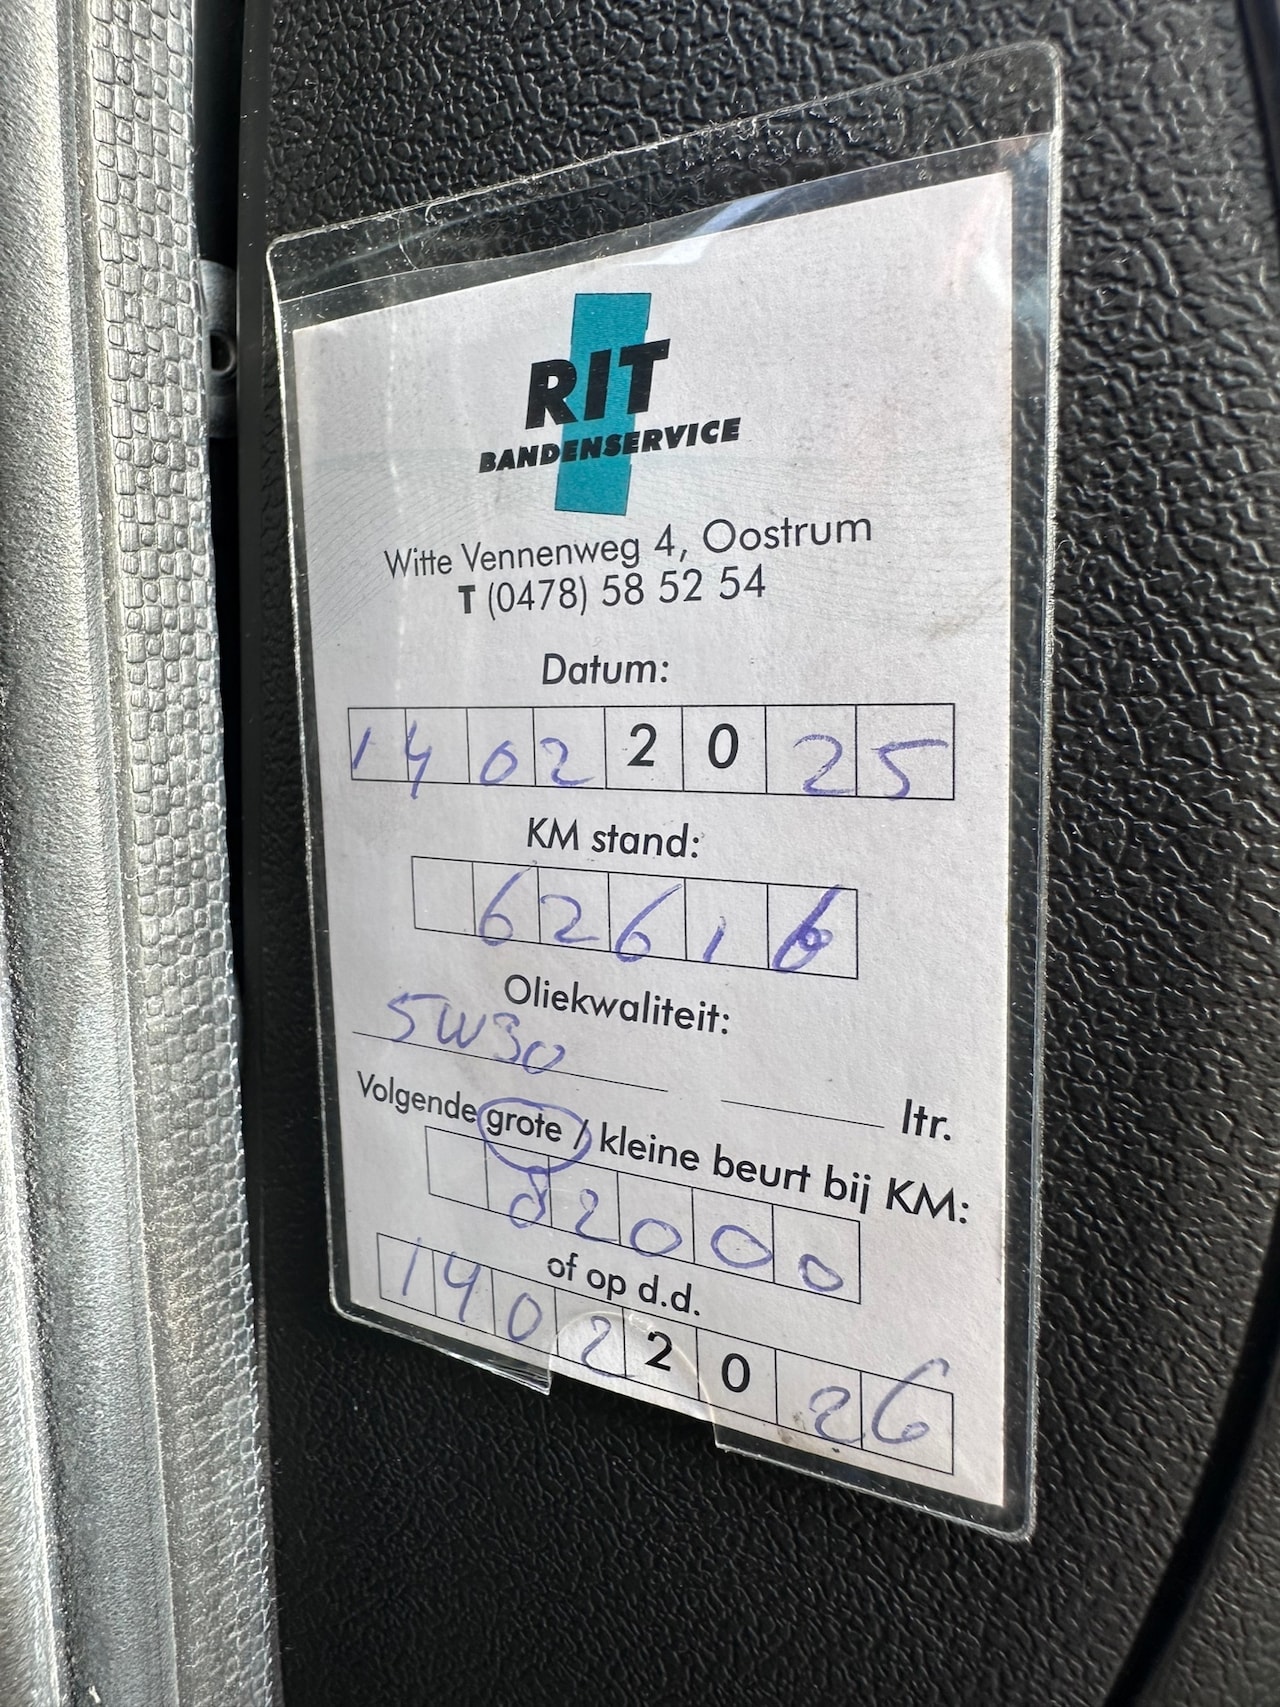 RIT
BANDENSERVICE
Witte Vennenweg 4, Oostrum
T (0478) 58 52 54
Datum:
14 02 20 25
KM stand:
62616
Oliekwaliteit:
5W30
ltr.
Volgende grote / kleine beurt bij KM:
82000
of op d.d.
14 02 20 26